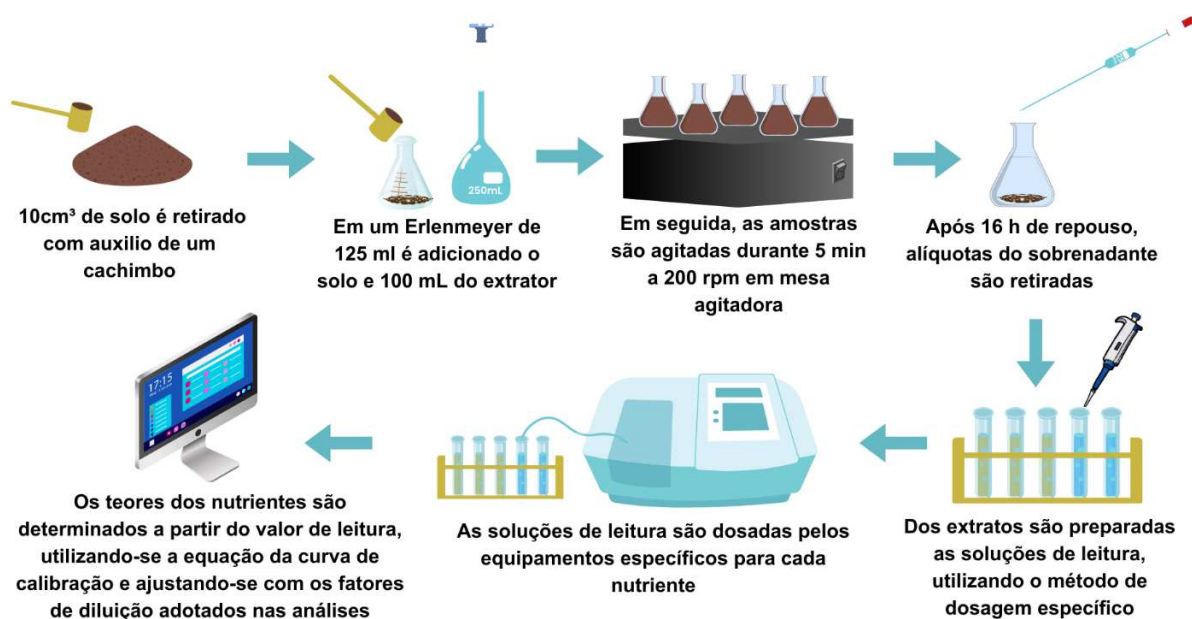 10cm³ de solo é retirado
com auxilio de um
cachimbo
250mL
Em um Erlenmeyer de
125 ml é adicionado o
solo e 100 mL do extrator
Em seguida, as amostras
são agitadas durante 5 min
a 200 rpm em mesa
agitadora
Após 16 h de repouso,
alíquotas do sobrenadante
são retiradas
Dos extratos são preparadas
as soluções de leitura,
utilizando o método de
dosagem específico
As soluções de leitura são dosadas pelos
equipamentos específicos para cada
nutriente
17:15
Os teores dos nutrientes são
determinados a partir do valor de leitura,
utilizando-se a equação da curva de
calibração e ajustando-se com os fatores
de diluição adotados nas análises